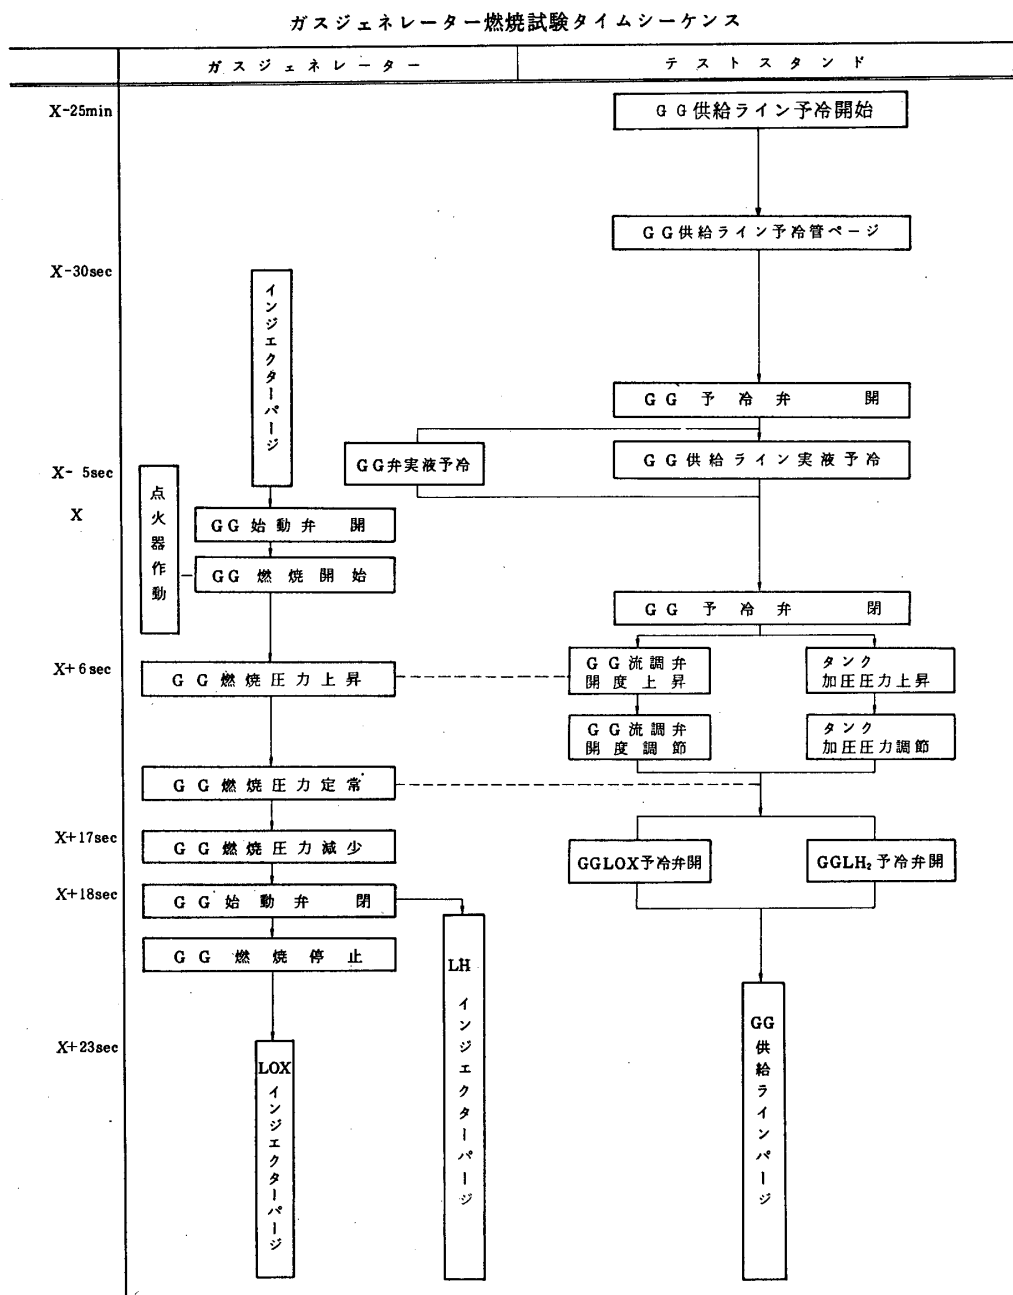 ガスジェネレーター燃焼試験タイムシーケンス
ガスジェネレーター
テストスタンド
X-25min
GG供給ライン予冷開始
GG供給ライン予冷管ページ
X-30sec
インジェクターパージ
GG予冷弁 開
GG弁実液予冷
GG供給ライン実液予冷
X- 5sec
点火器作動
X
GG始動弁 開
GG燃焼開始
GG予冷弁 閉
X+ 6sec
GG燃焼圧力上昇
GG流調弁
開度上昇
タンク
加圧圧力上昇
GG流調弁
開度調節
タンク
加圧圧力調節
GG燃焼圧力定常
X+17sec
GG燃焼圧力減少
GGLOX予冷弁開
GGLH₂予冷弁開
X+18sec
GG始動弁 閉
GG燃焼停止
LH インジェクターパージ
GG供給ラインパージ
X+23sec
LOXインジェクターパージ